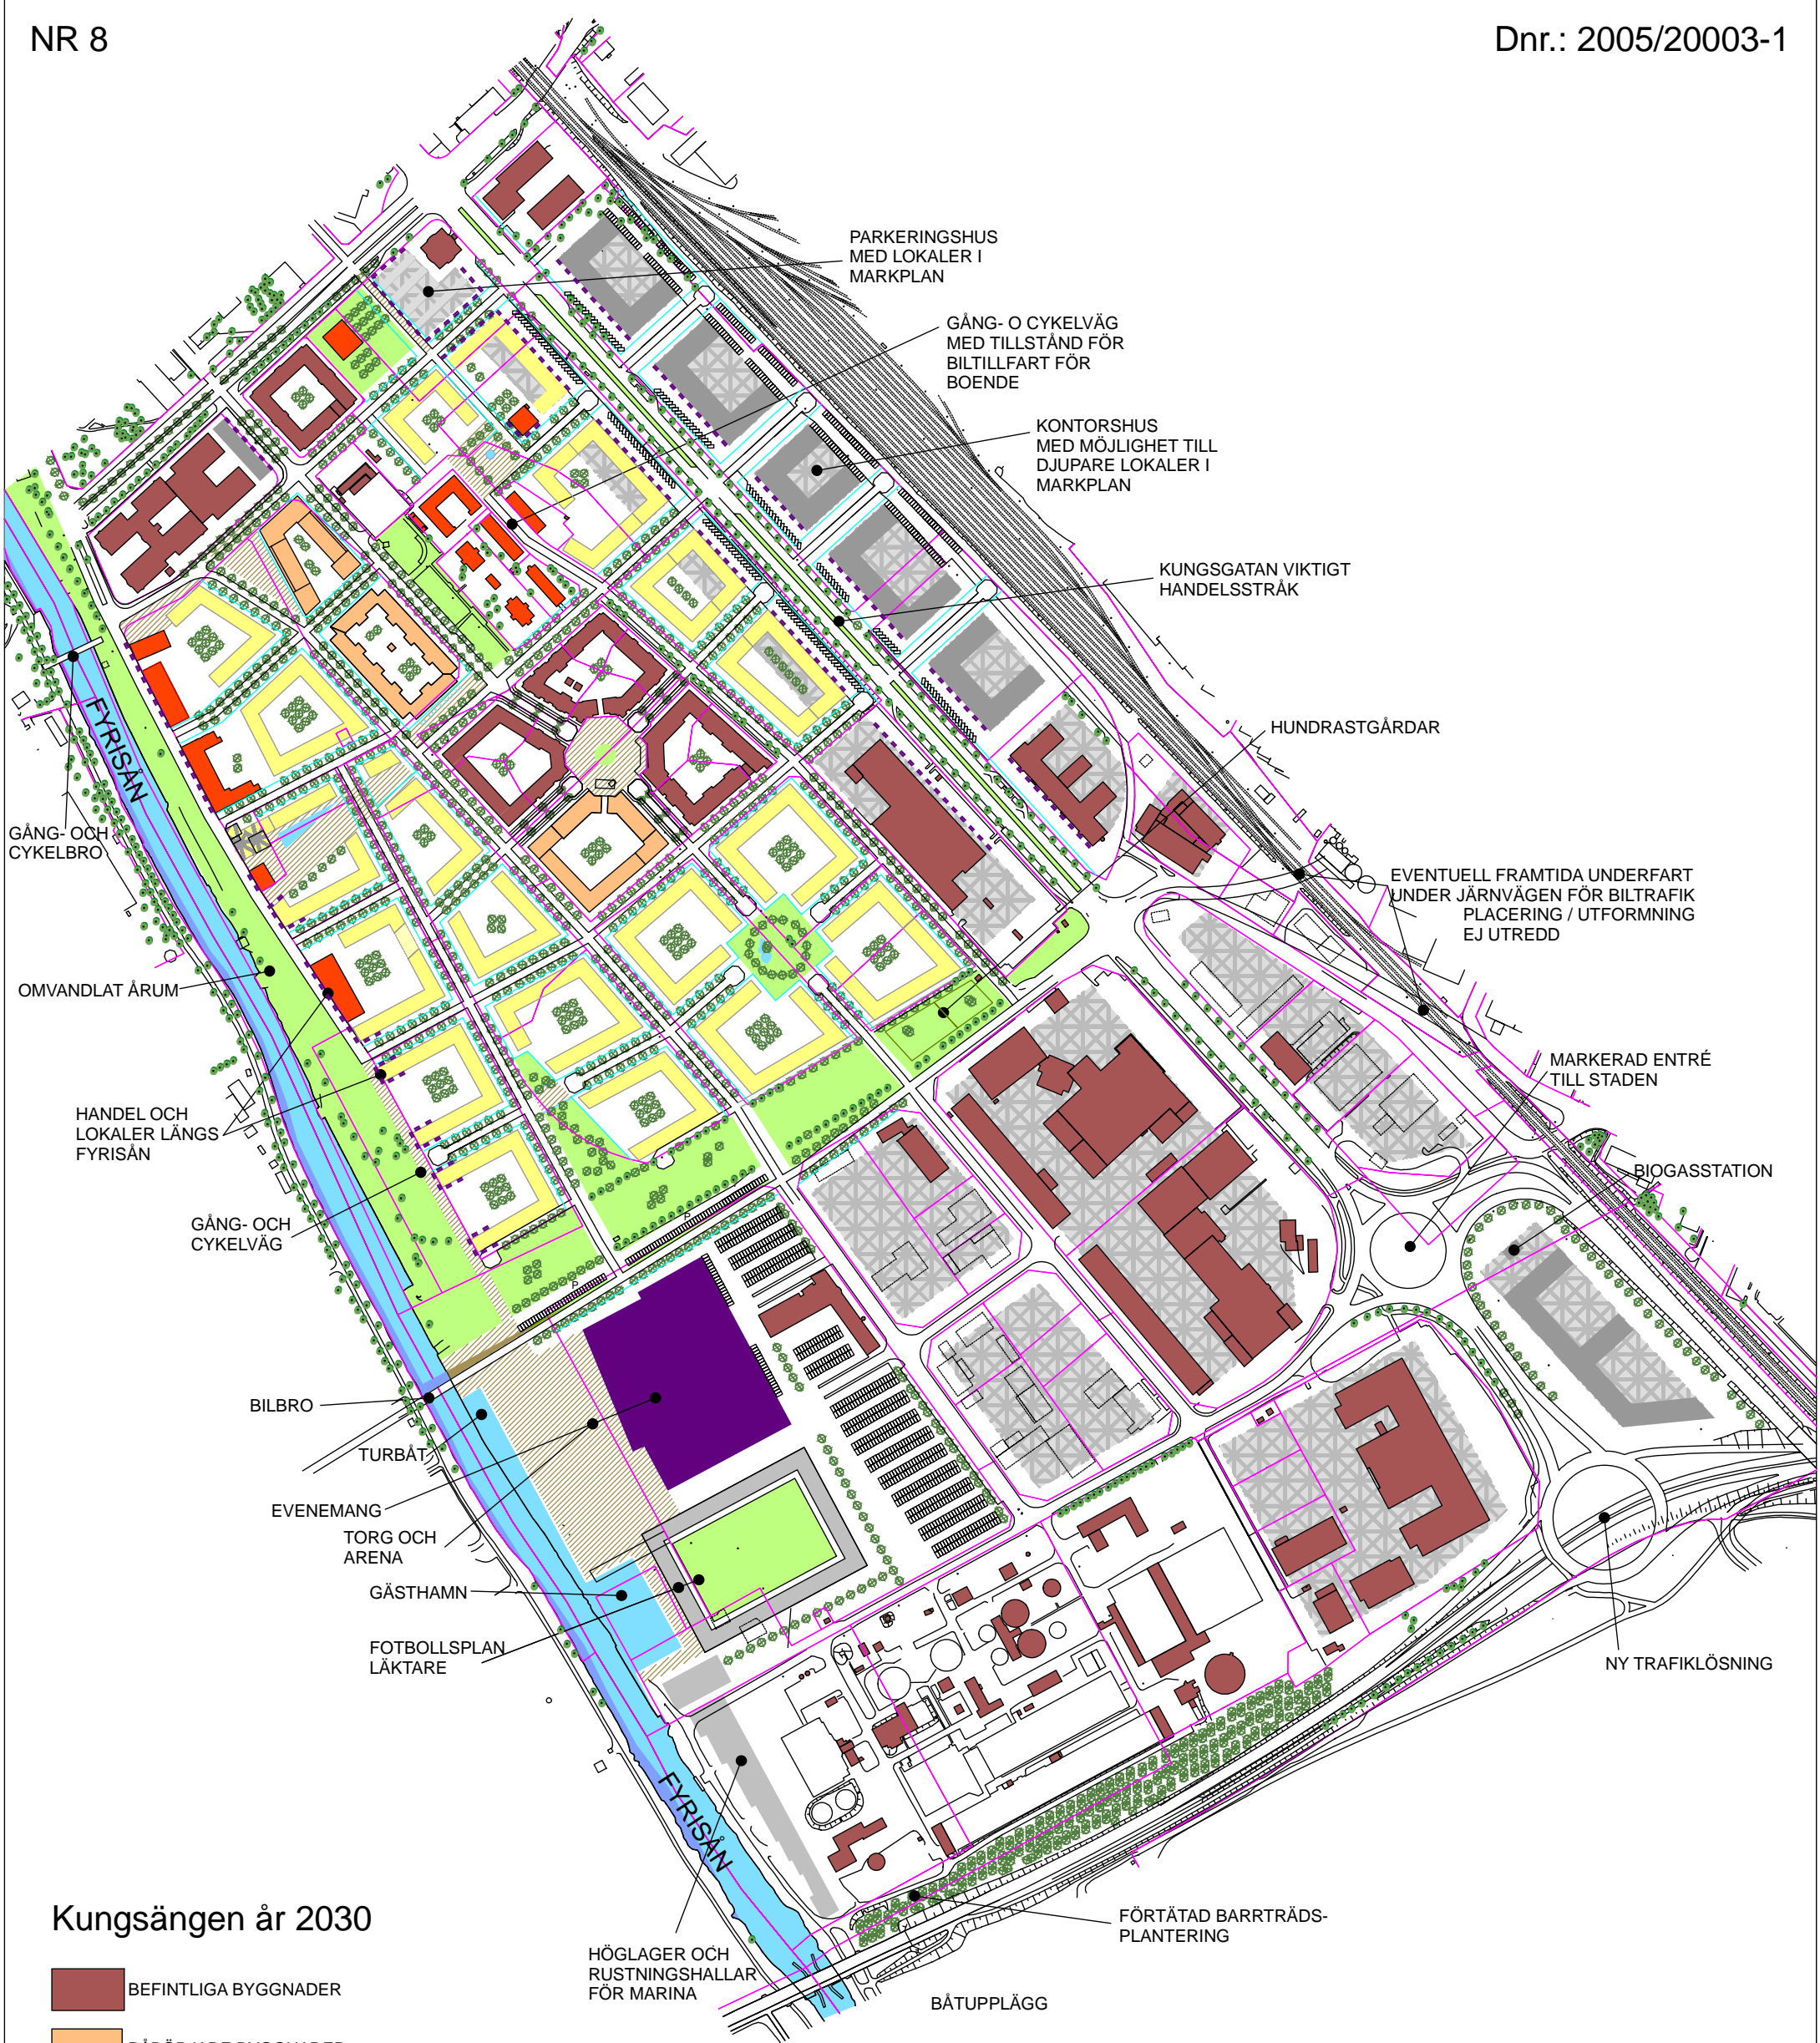 NR 8
Dnr.: 2005/20003-1
PARKERINGSHUS
MED LOKALER I
MARKPLAN
GÅNG- O CYKELVÄG
MED TILLSTÅND FÖR
BILTILLFART FÖR
BOENDE
KONTORSHUS
MED MÖJLIGHET TILL
DJUPARE LOKALER I
MARKPLAN
KUNGSGATAN VIKTIGT
HANDELSSTRÅK
HUNDRASTGÅRDAR
FYRISÅN
GÅNG- OCH
CYKELBRO
EVENTUELL FRAMTIDA UNDERFART
UNDER JÄRNVÄGEN FÖR BILTRAFIK
PLACERING / UTFORMNING
EJ UTREDD
OMVANDLAT ÅRUM
MARKERAD ENTRÉ
TILL STADEN
HANDEL OCH
LOKALER LÄNGS
FYRISÅN
BIOGASSTATION
GÅNG- OCH
CYKELVÄG
P
P
BILBRO
TURBÅT
EVENEMANG
TORG OCH
ARENA
GÄSTHAMN
FOTBOLLSPLAN
LÄKTARE
NY TRAFIKLÖSNING
FYRISÅN
FÖRTÄTAD BARRTRÄDS-
PLANTERING
HÖGLAGER OCH
RUSTNINGSHALLAR
FÖR MARINA
BÅTUPPLÄGG
Kungsängen år 2030
BEFINTLIGA BYGGNADER